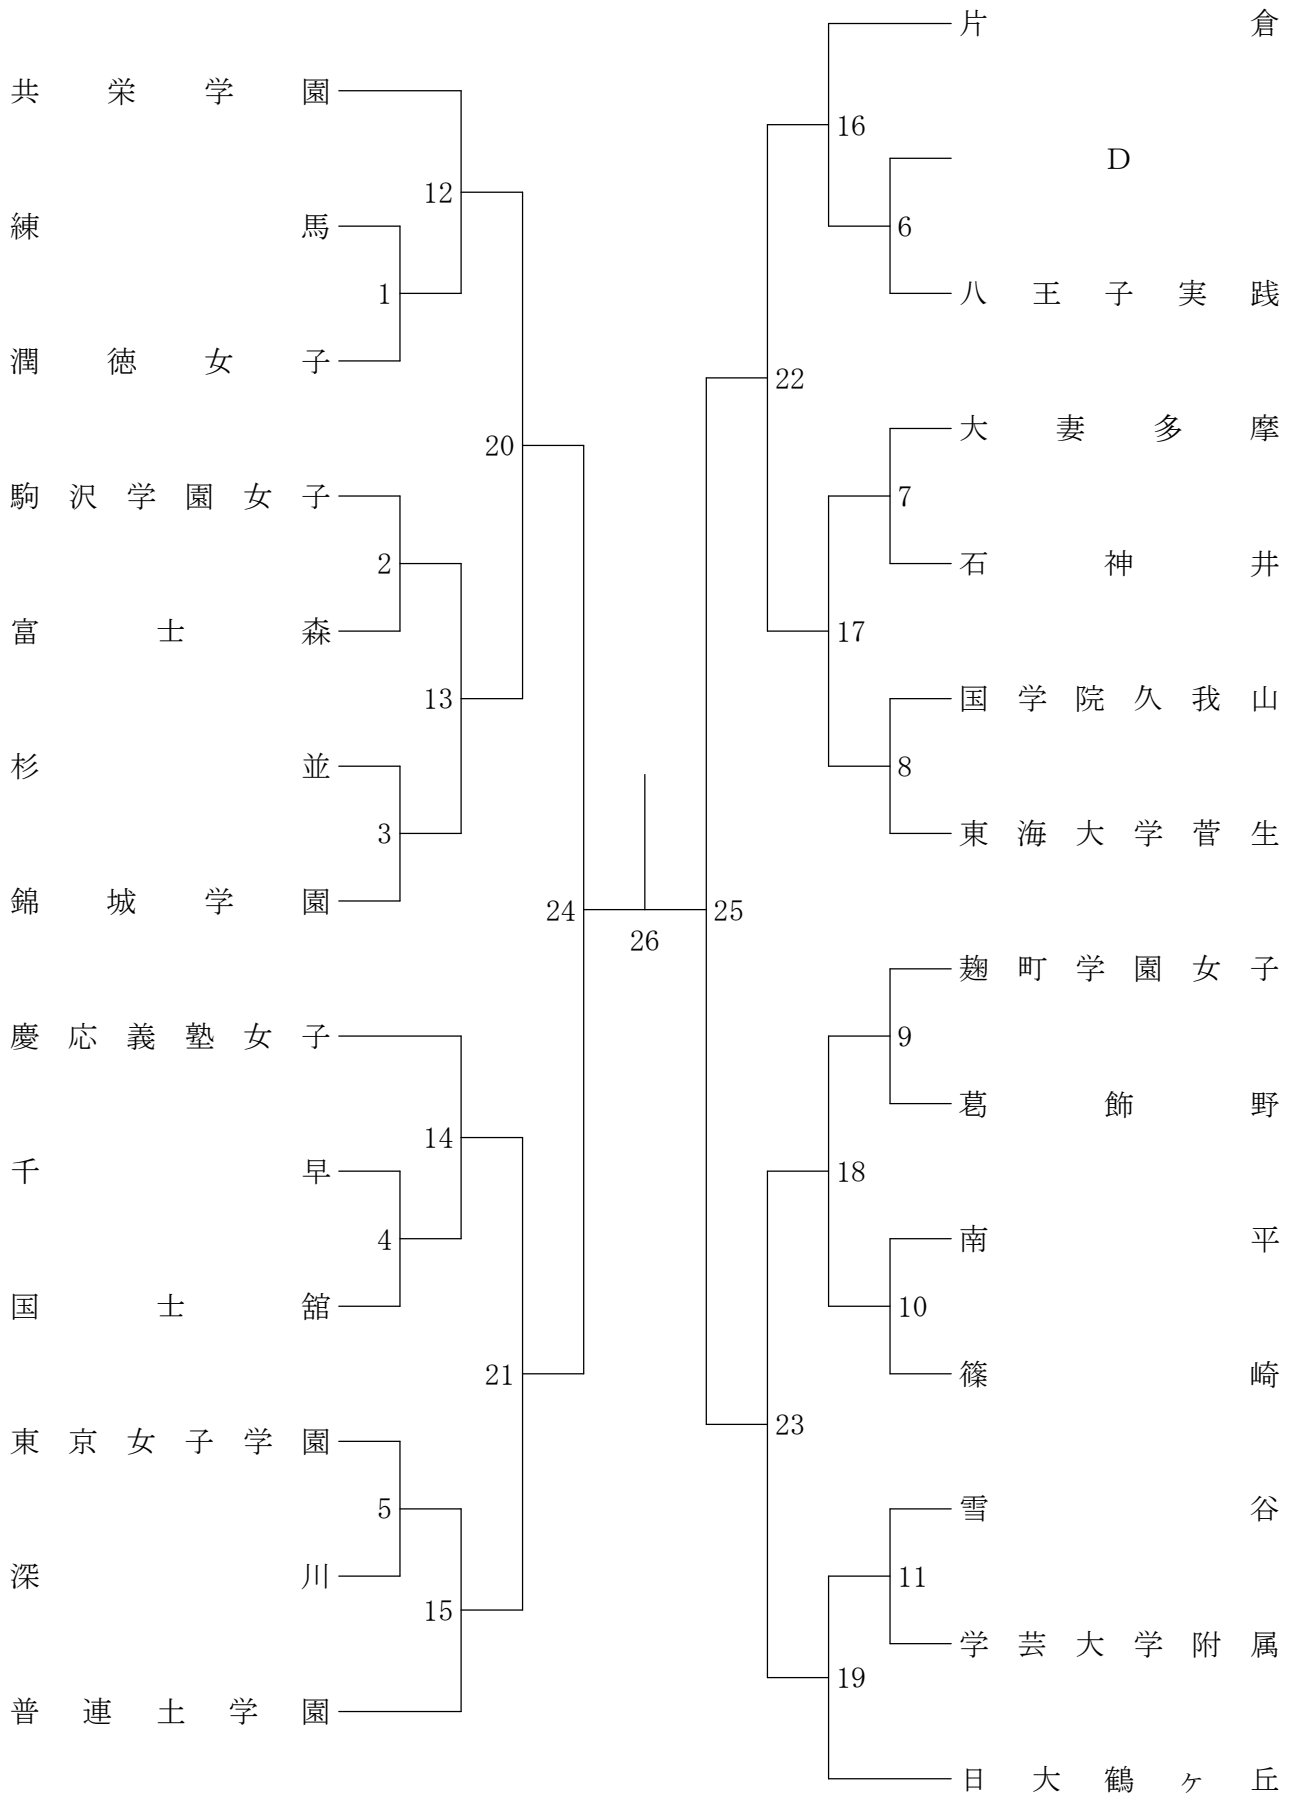 共栄学園
12
練馬
1
潤徳女子
20
駒沢学園女子
2
富士森
13
杉並
3
錦城学園
24
26
慶応義塾女子
14
千早
4
国士舘
21
東京女子学園
5
深川
15
普連土学園
片倉
16
D
6
八王子実践
22
大妻多摩
7
石神井
17
国学院久我山
8
東海大学菅生
25
麹町学園女子
9
葛飾野
18
南平
10
篠崎
23
雪谷
11
学芸大学附属
19
日大鶴ヶ丘